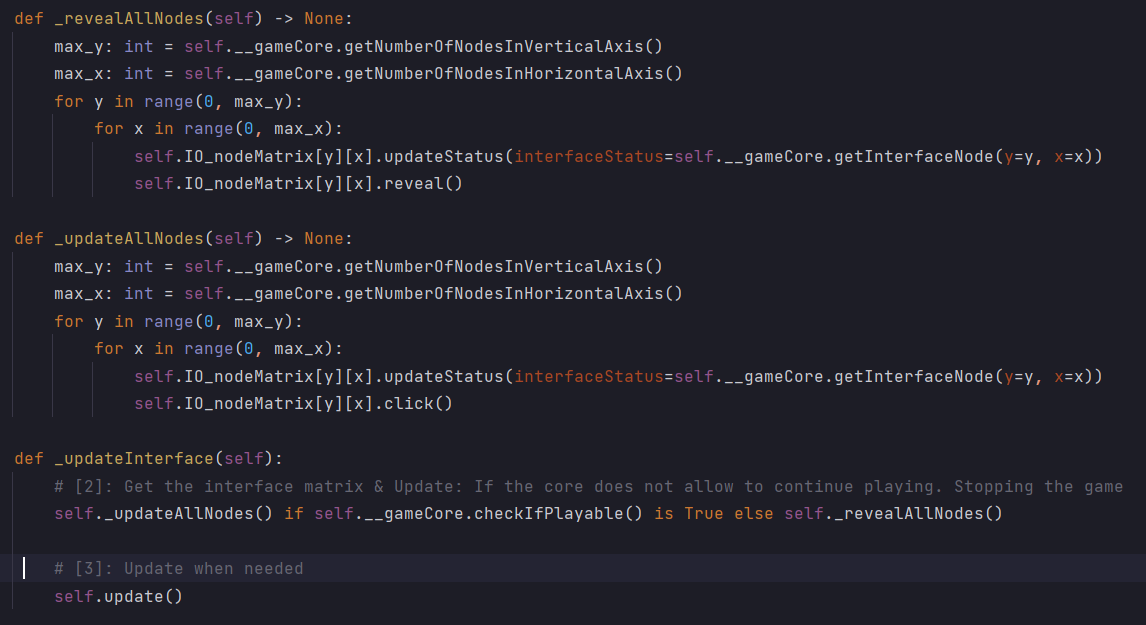 def _revealAllNodes(self) -> None:
    max_y: int = self.__gameCore.getNumberOfNodesInVerticalAxis()
    max_x: int = self.__gameCore.getNumberOfNodesInHorizontalAxis()
    for y in range(0, max_y):
        for x in range(0, max_x):
            self.IO_nodeMatrix[y][x].updateStatus(interfaceStatus=self.__gameCore.getInterfaceNode(y=y, x=x))
            self.IO_nodeMatrix[y][x].reveal()

def _updateAllNodes(self) -> None:
    max_y: int = self.__gameCore.getNumberOfNodesInVerticalAxis()
    max_x: int = self.__gameCore.getNumberOfNodesInHorizontalAxis()
    for y in range(0, max_y):
        for x in range(0, max_x):
            self.IO_nodeMatrix[y][x].updateStatus(interfaceStatus=self.__gameCore.getInterfaceNode(y=y, x=x))
            self.IO_nodeMatrix[y][x].click()

def _updateInterface(self):
    # [2]: Get the interface matrix & Update: If the core does not allow to continue playing. Stopping the game
    self._updateAllNodes() if self.__gameCore.checkIfPlayable() is True else self._revealAllNodes()

    # [3]: Update when needed
    self.update()